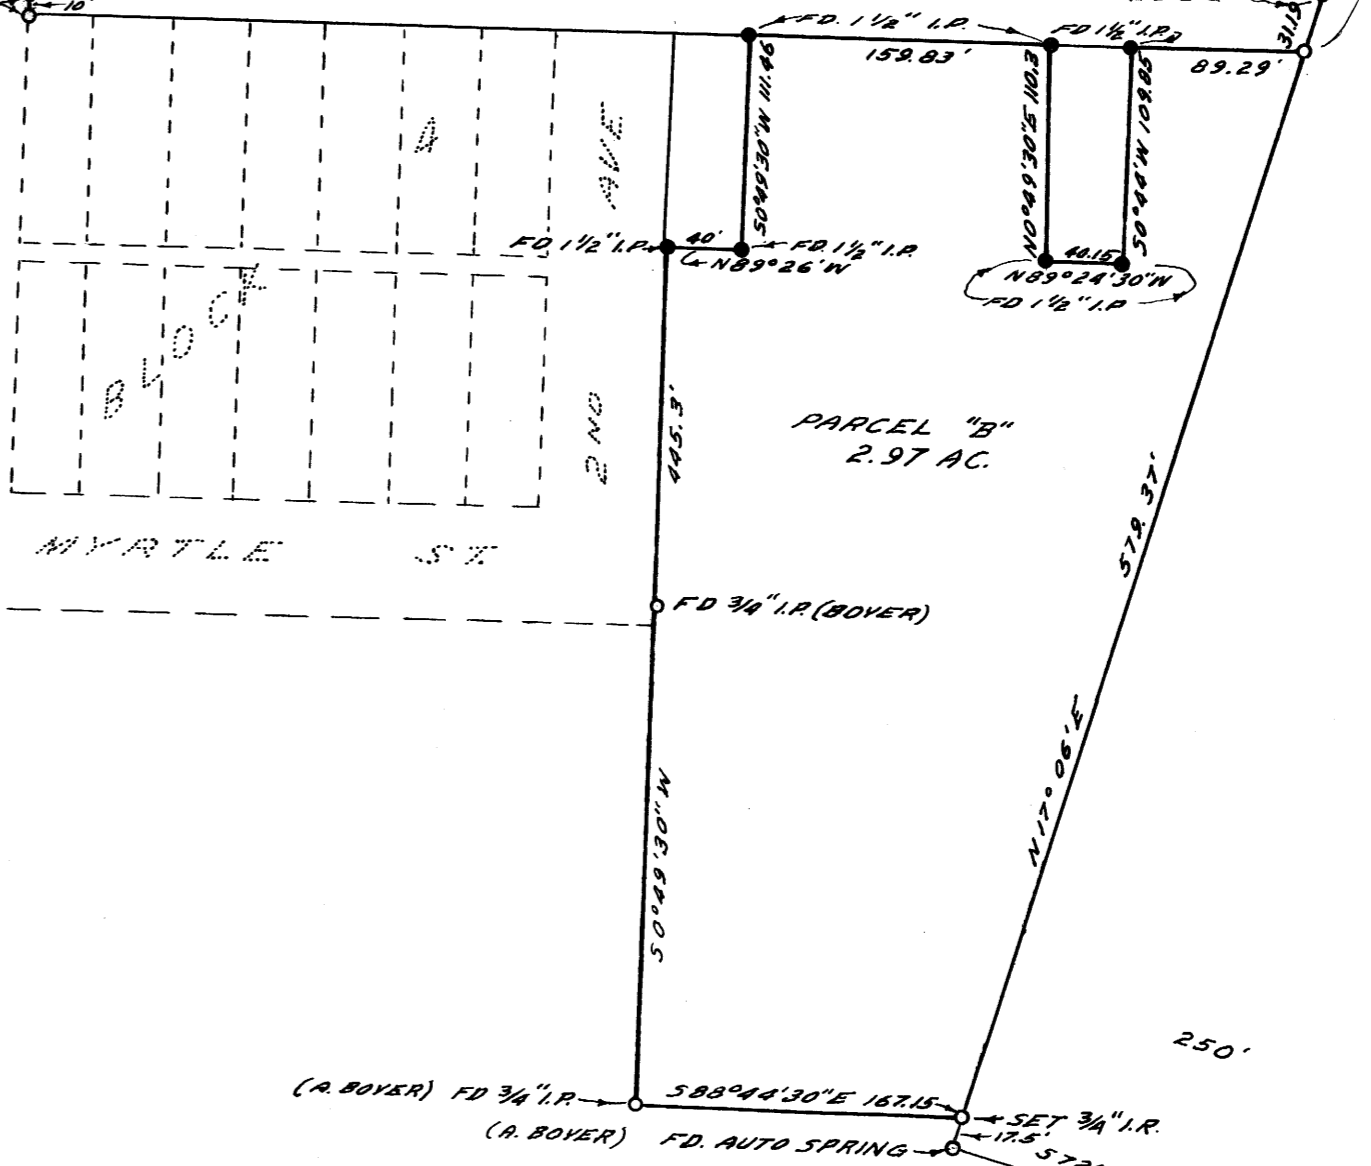 10'
FD. 1½" I.P.
FD 1½" I.P.
31.19
159.83'
89.29'
S0°49'30"W 111.46
N0°49'30"E 110.3
S0°44'W 109.85
4
AVE
FD 1½" I.P.
40'
FD. 1½" I.P.
N89°26'W
40.15
N89°24'30"W
FD 1½" I.P.
BLOCK
2ND
445.3'
PARCEL "B"
2.97 AC.
579.37'
MYRTLE ST.
FD ¾" I.P. (BOYER)
N17°06'E
S0°49'30"W
250'
(A. BOYER) FD ¾" I.P.
S88°44'30"E 167.15
SET ¾" I.R.
17.5'
(A. BOYER) FD. AUTO SPRING